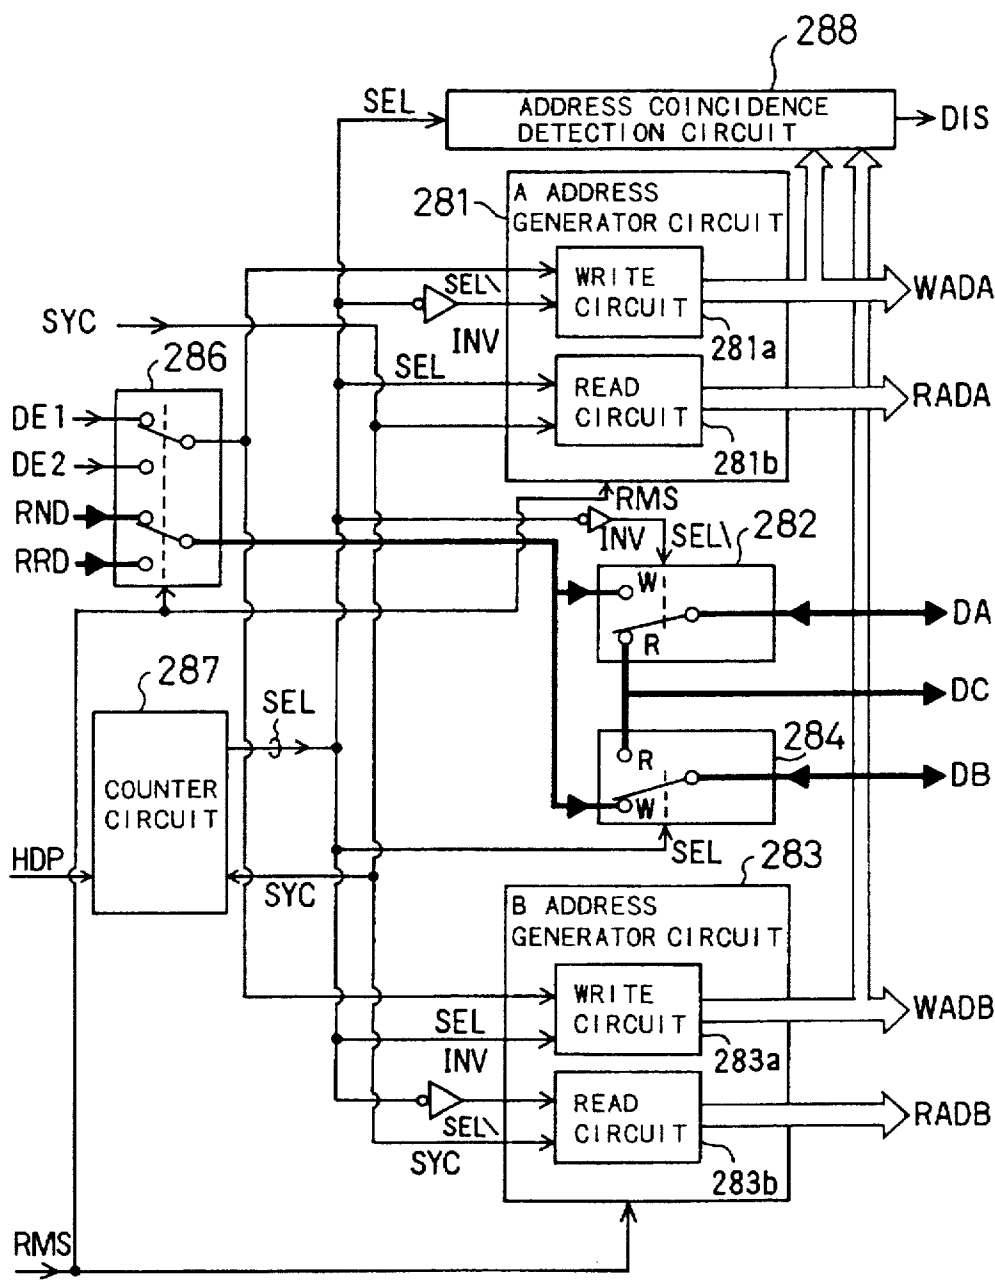 288
SEL
ADDRESS COINCIDENCE
DETECTION CIRCUIT
DIS
281
A ADDRESS
GENERATOR CIRCUIT
SEL\
WRITE
CIRCUIT
WADA
SYC
INV
281a
286
SEL
READ
CIRCUIT
RADA
DE1
DE2
281b
RND
RMS
INV
SEL\
282
RRD
W
DA
R
287
SEL
DC
284
R
DB
COUNTER
CIRCUIT
W
HDP
SEL
283
SYC
B ADDRESS
GENERATOR CIRCUIT
WRITE
CIRCUIT
WADB
SEL
INV
283a
READ
CIRCUIT
RADB
SEL\
SYC
283b
RMS